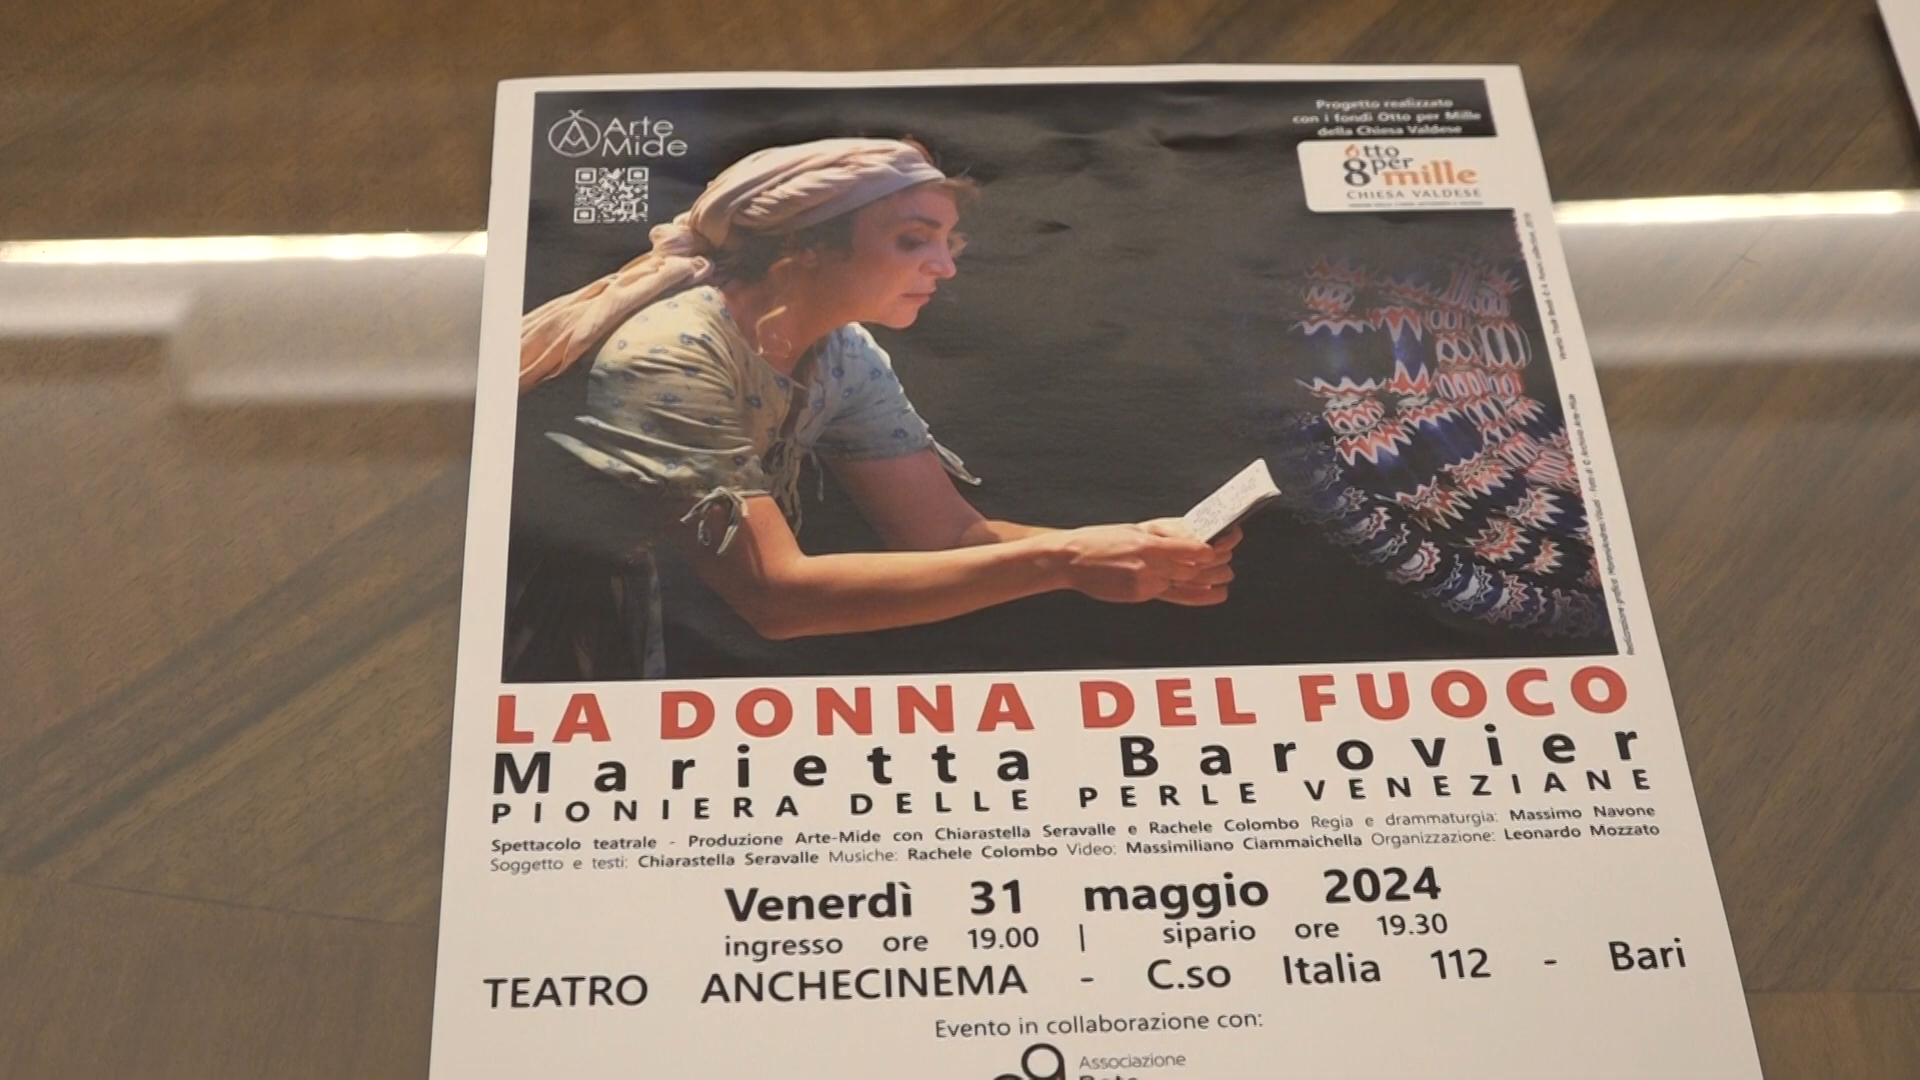 Arte
Mide
Progetto realizzato
con i fondi Otto per Mille
della Chiesa Valdese
Otto
8 per
mille
CHIESA VALDESE
LA DONNA DEL FUOCO
Marietta Barovier
PIONIERA DELLE PERLE VENEZIANE
Spettacolo teatrale - Produzione Arte-Mide con Chiarastella Seravalle e Rachele Colombo Regia e drammaturgia: Massimo Navone
Soggetto e testi: Chiarastella Seravalle Musiche: Rachele Colombo Video: Massimiliano Ciammaichella Organizzazione: Leonardo Mozzato
Venerdì 31 maggio 2024
ingresso ore 19.00 | sipario ore 19.30
TEATRO ANCHECINEMA - C.so Italia 112 - Bari
Evento in collaborazione con:
Associazione